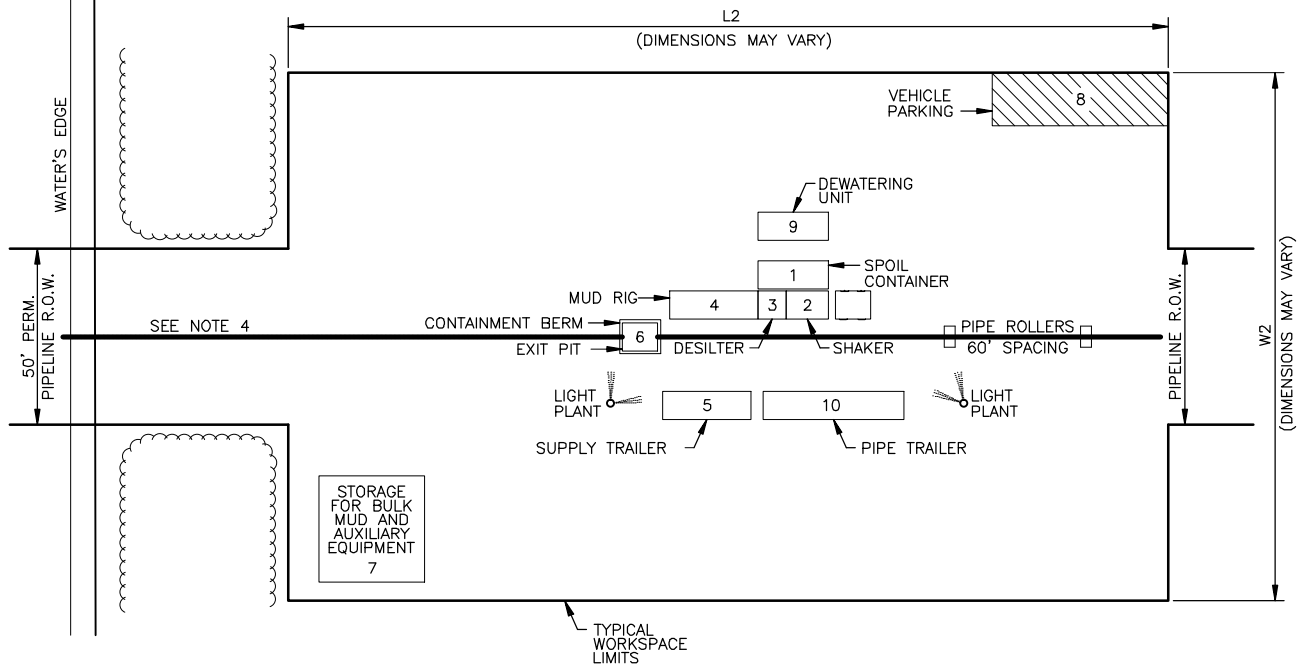 L2
(DIMENSIONS MAY VARY)
WATER'S EDGE
VEHICLE
PARKING
8
DEWATERING
UNIT
9
1
SPOIL
CONTAINER
MUD RIG
4
3
2
50' PERM.
PIPELINE R.O.W.
SEE NOTE 4
CONTAINMENT BERM
EXIT PIT
6
DESILTER
SHAKER
PIPE ROLLERS
60' SPACING
PIPELINE R.O.W.
W2
(DIMENSIONS MAY VARY)
LIGHT
PLANT
5
10
LIGHT
PLANT
SUPPLY TRAILER
PIPE TRAILER
STORAGE
FOR BULK
MUD AND
AUXILIARY
EQUIPMENT
7
TYPICAL
WORKSPACE
LIMITS